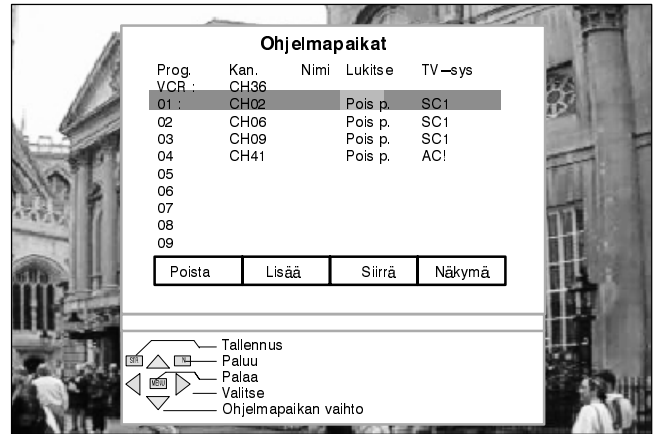 Ohjelmapaikat
Prog. Kan. Nimi Lukitse TV–sys
VCR : CH36
01 : CH02 Pois p. SC1
02 CH06 Pois p. SC1
03 CH09 Pois p. SC1
04 CH41 Pois p. AC!
05
06
07
08
09
Poista Lisää Siirrä Näkymä
Tallennus
STR N Paluu
Palaa
MENU Valitse
Ohjelmapaikan vaihto